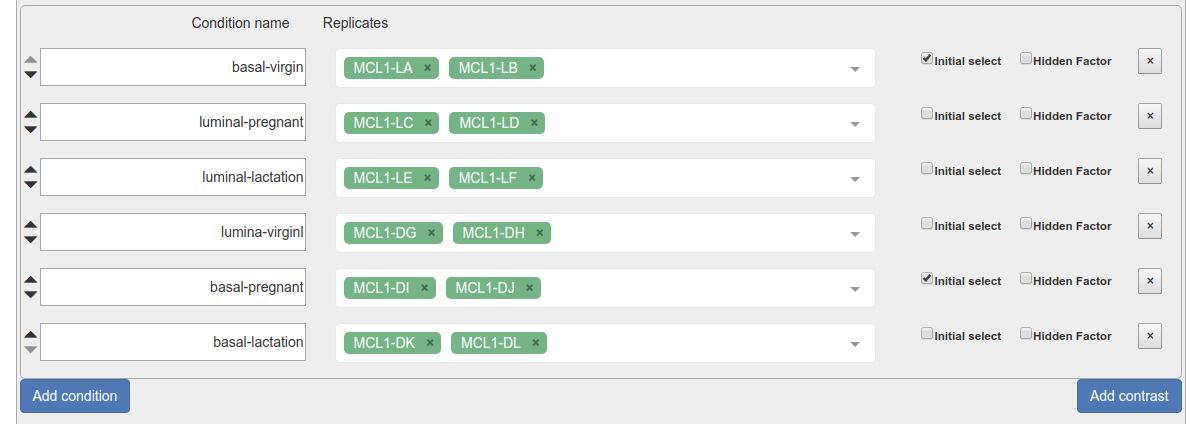 Condition name Replicates
basal-virgin MCL1-LA × MCL1-LB × Initial select Hidden Factor ×
luminal-pregnant MCL1-LC × MCL1-LD × Initial select Hidden Factor ×
luminal-lactation MCL1-LE × MCL1-LF × Initial select Hidden Factor ×
lumina-virginl MCL1-DG × MCL1-DH × Initial select Hidden Factor ×
basal-pregnant MCL1-DI × MCL1-DJ × Initial select Hidden Factor ×
basal-lactation MCL1-DK × MCL1-DL × Initial select Hidden Factor ×
Add condition Add contrast